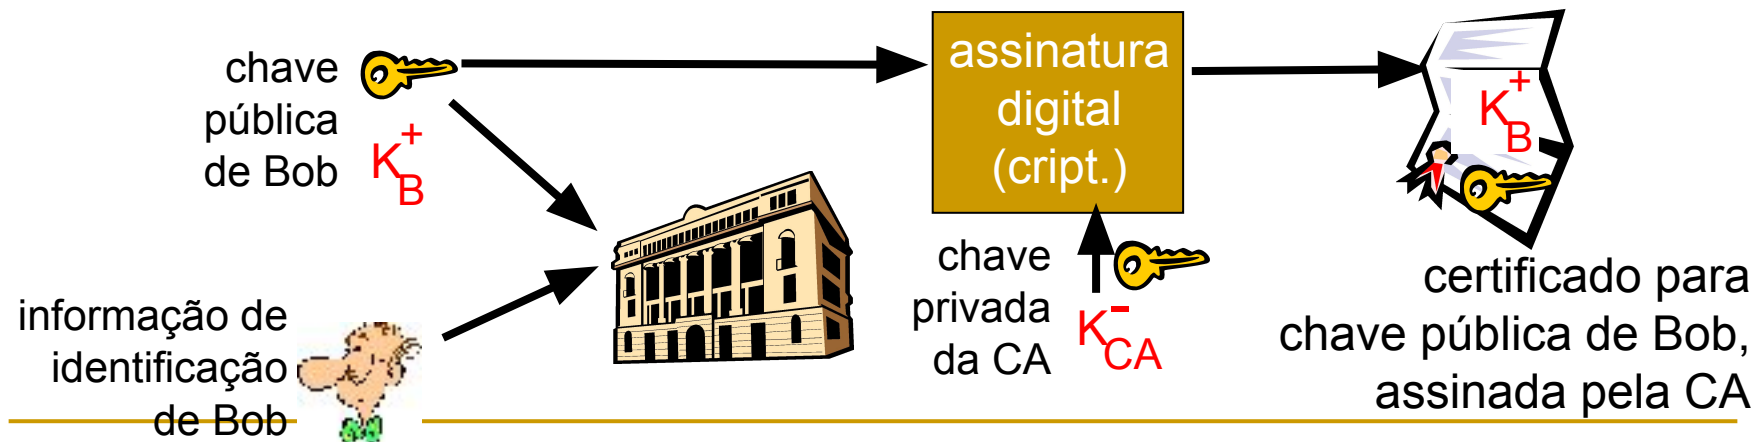 chave
pública
de Bob
K+B
informação de
identificação
de Bob
assinatura
digital
(cript.)
chave
privada
da CA
K-CA
K+B
certificado para
chave pública de Bob,
assinada pela CA